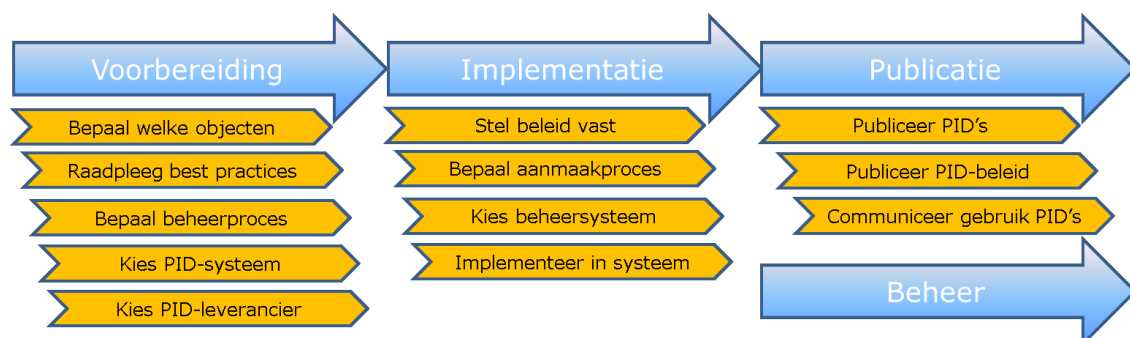 Voorbereiding
Bepaal welke objecten
Raadpleeg best practices
Bepaal beheerproces
Kies PID-systeem
Kies PID-leverancier
Implementatie
Stel beleid vast
Bepaal aanmaakproces
Kies beheersysteem
Implementeer in systeem
Publicatie
Publiceer PID's
Publiceer PID-beleid
Communiceer gebruik PID's
Beheer